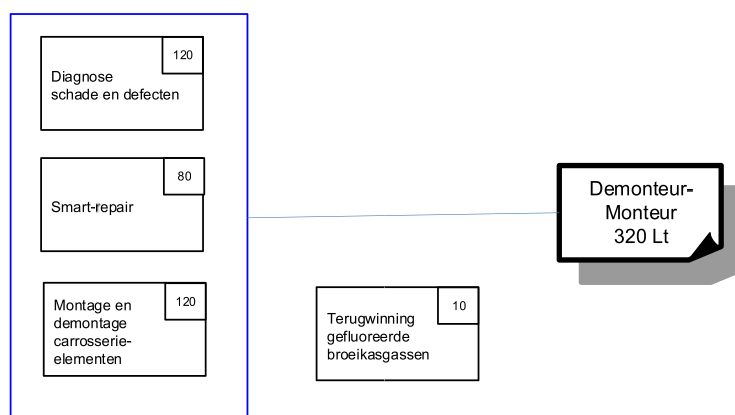 120
Diagnose
schade en defecten
80
Smart-repair
120
Montage en
demontage
carrosserie-
elementen
10
Terugwinning
gefluoreerde
broeikasgassen
Demonteur-
Monteur
320 Lt